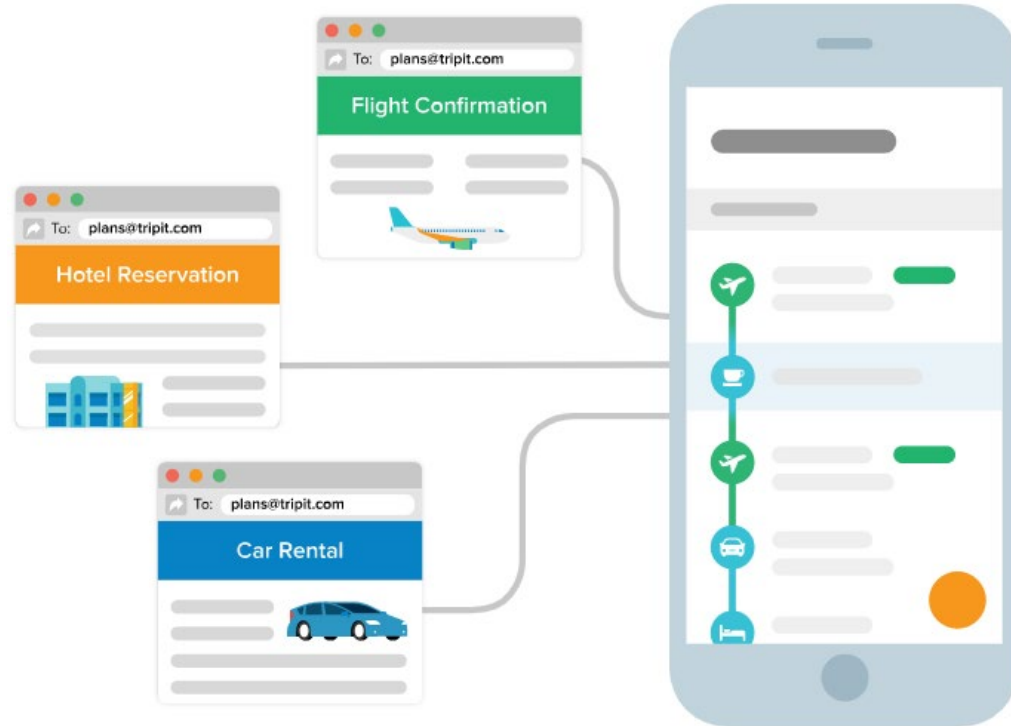 To: plans@tripit.com
Flight Confirmation
To: plans@tripit.com
Hotel Reservation
To: plans@tripit.com
Car Rental